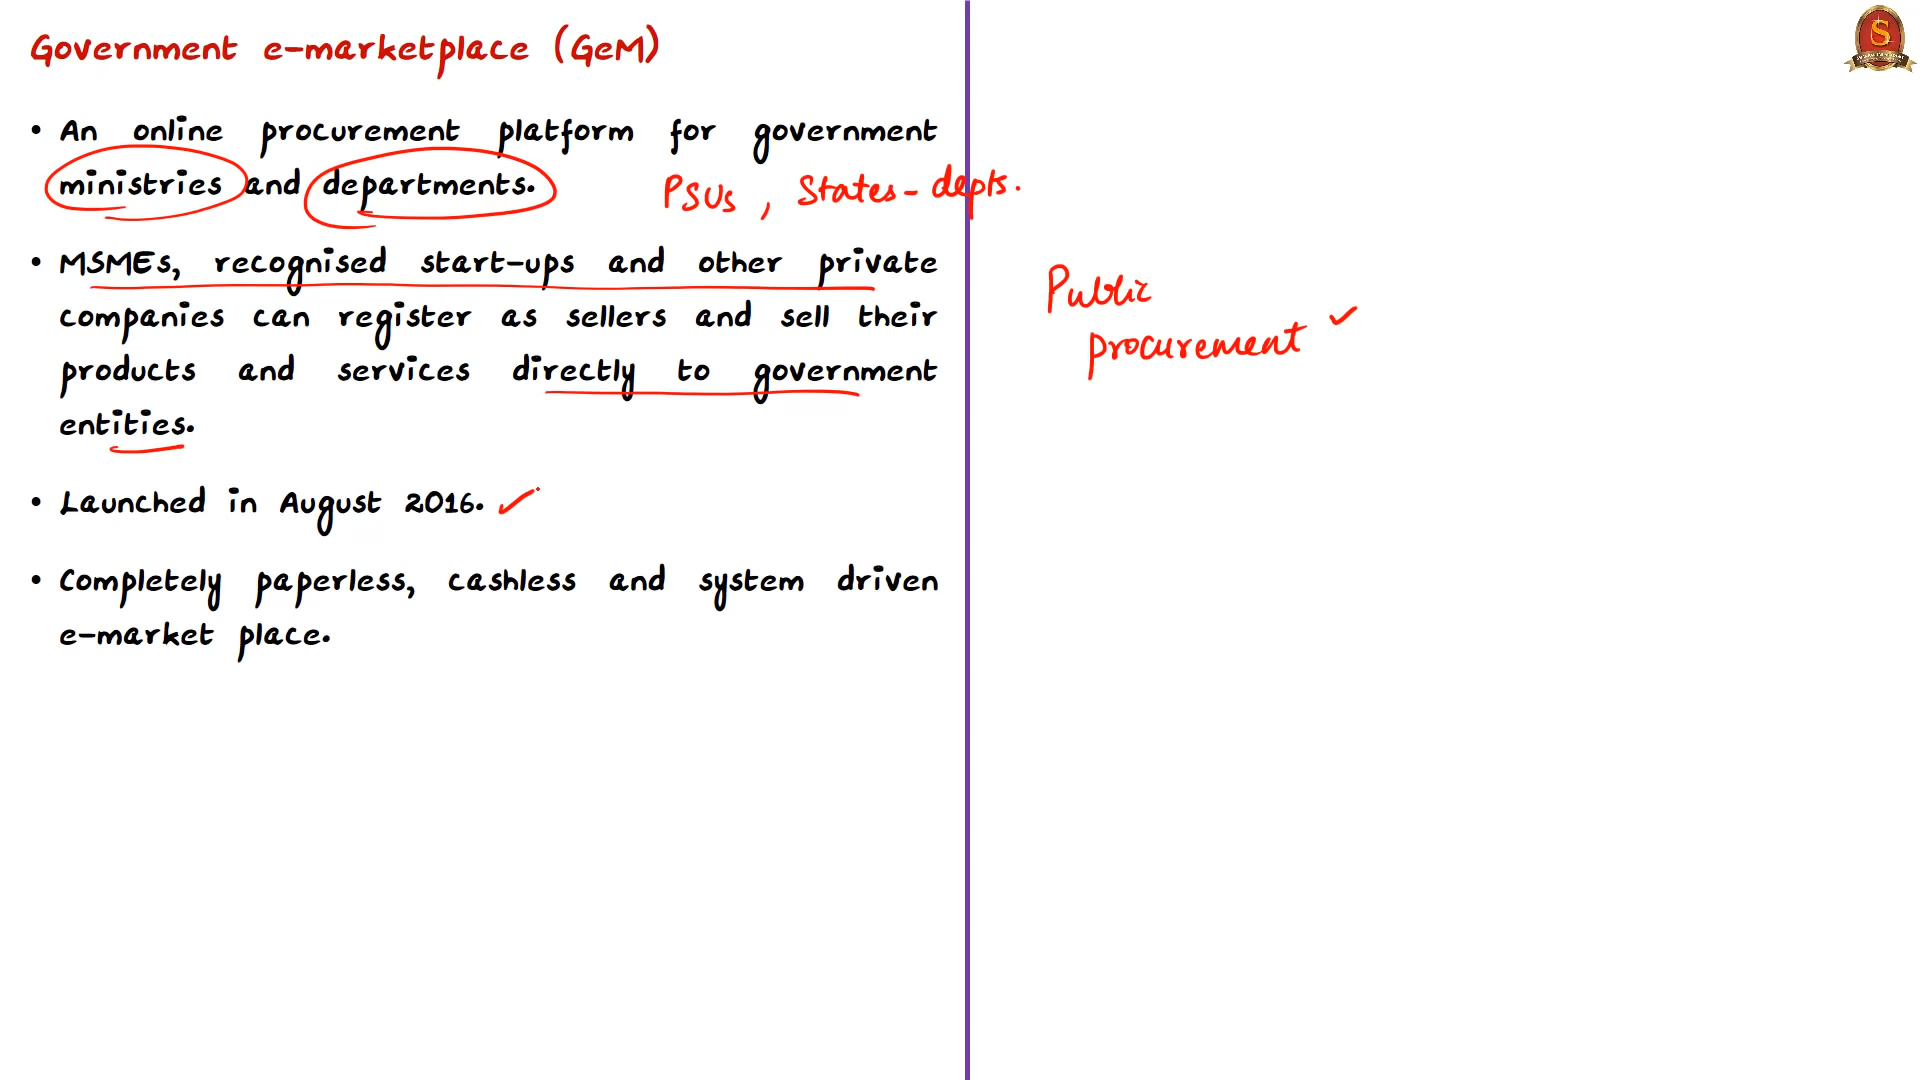 Government e-marketplace (GeM)
• An online procurement platform for government
ministries and departments.
PSUs, States - depts.
• MSMEs, recognised start-ups and other private
companies can register as sellers and sell their
products and services directly to government
entities.
• Launched in August 2016.
• Completely paperless, cashless and system driven
e-market place.
Public
procurement
S